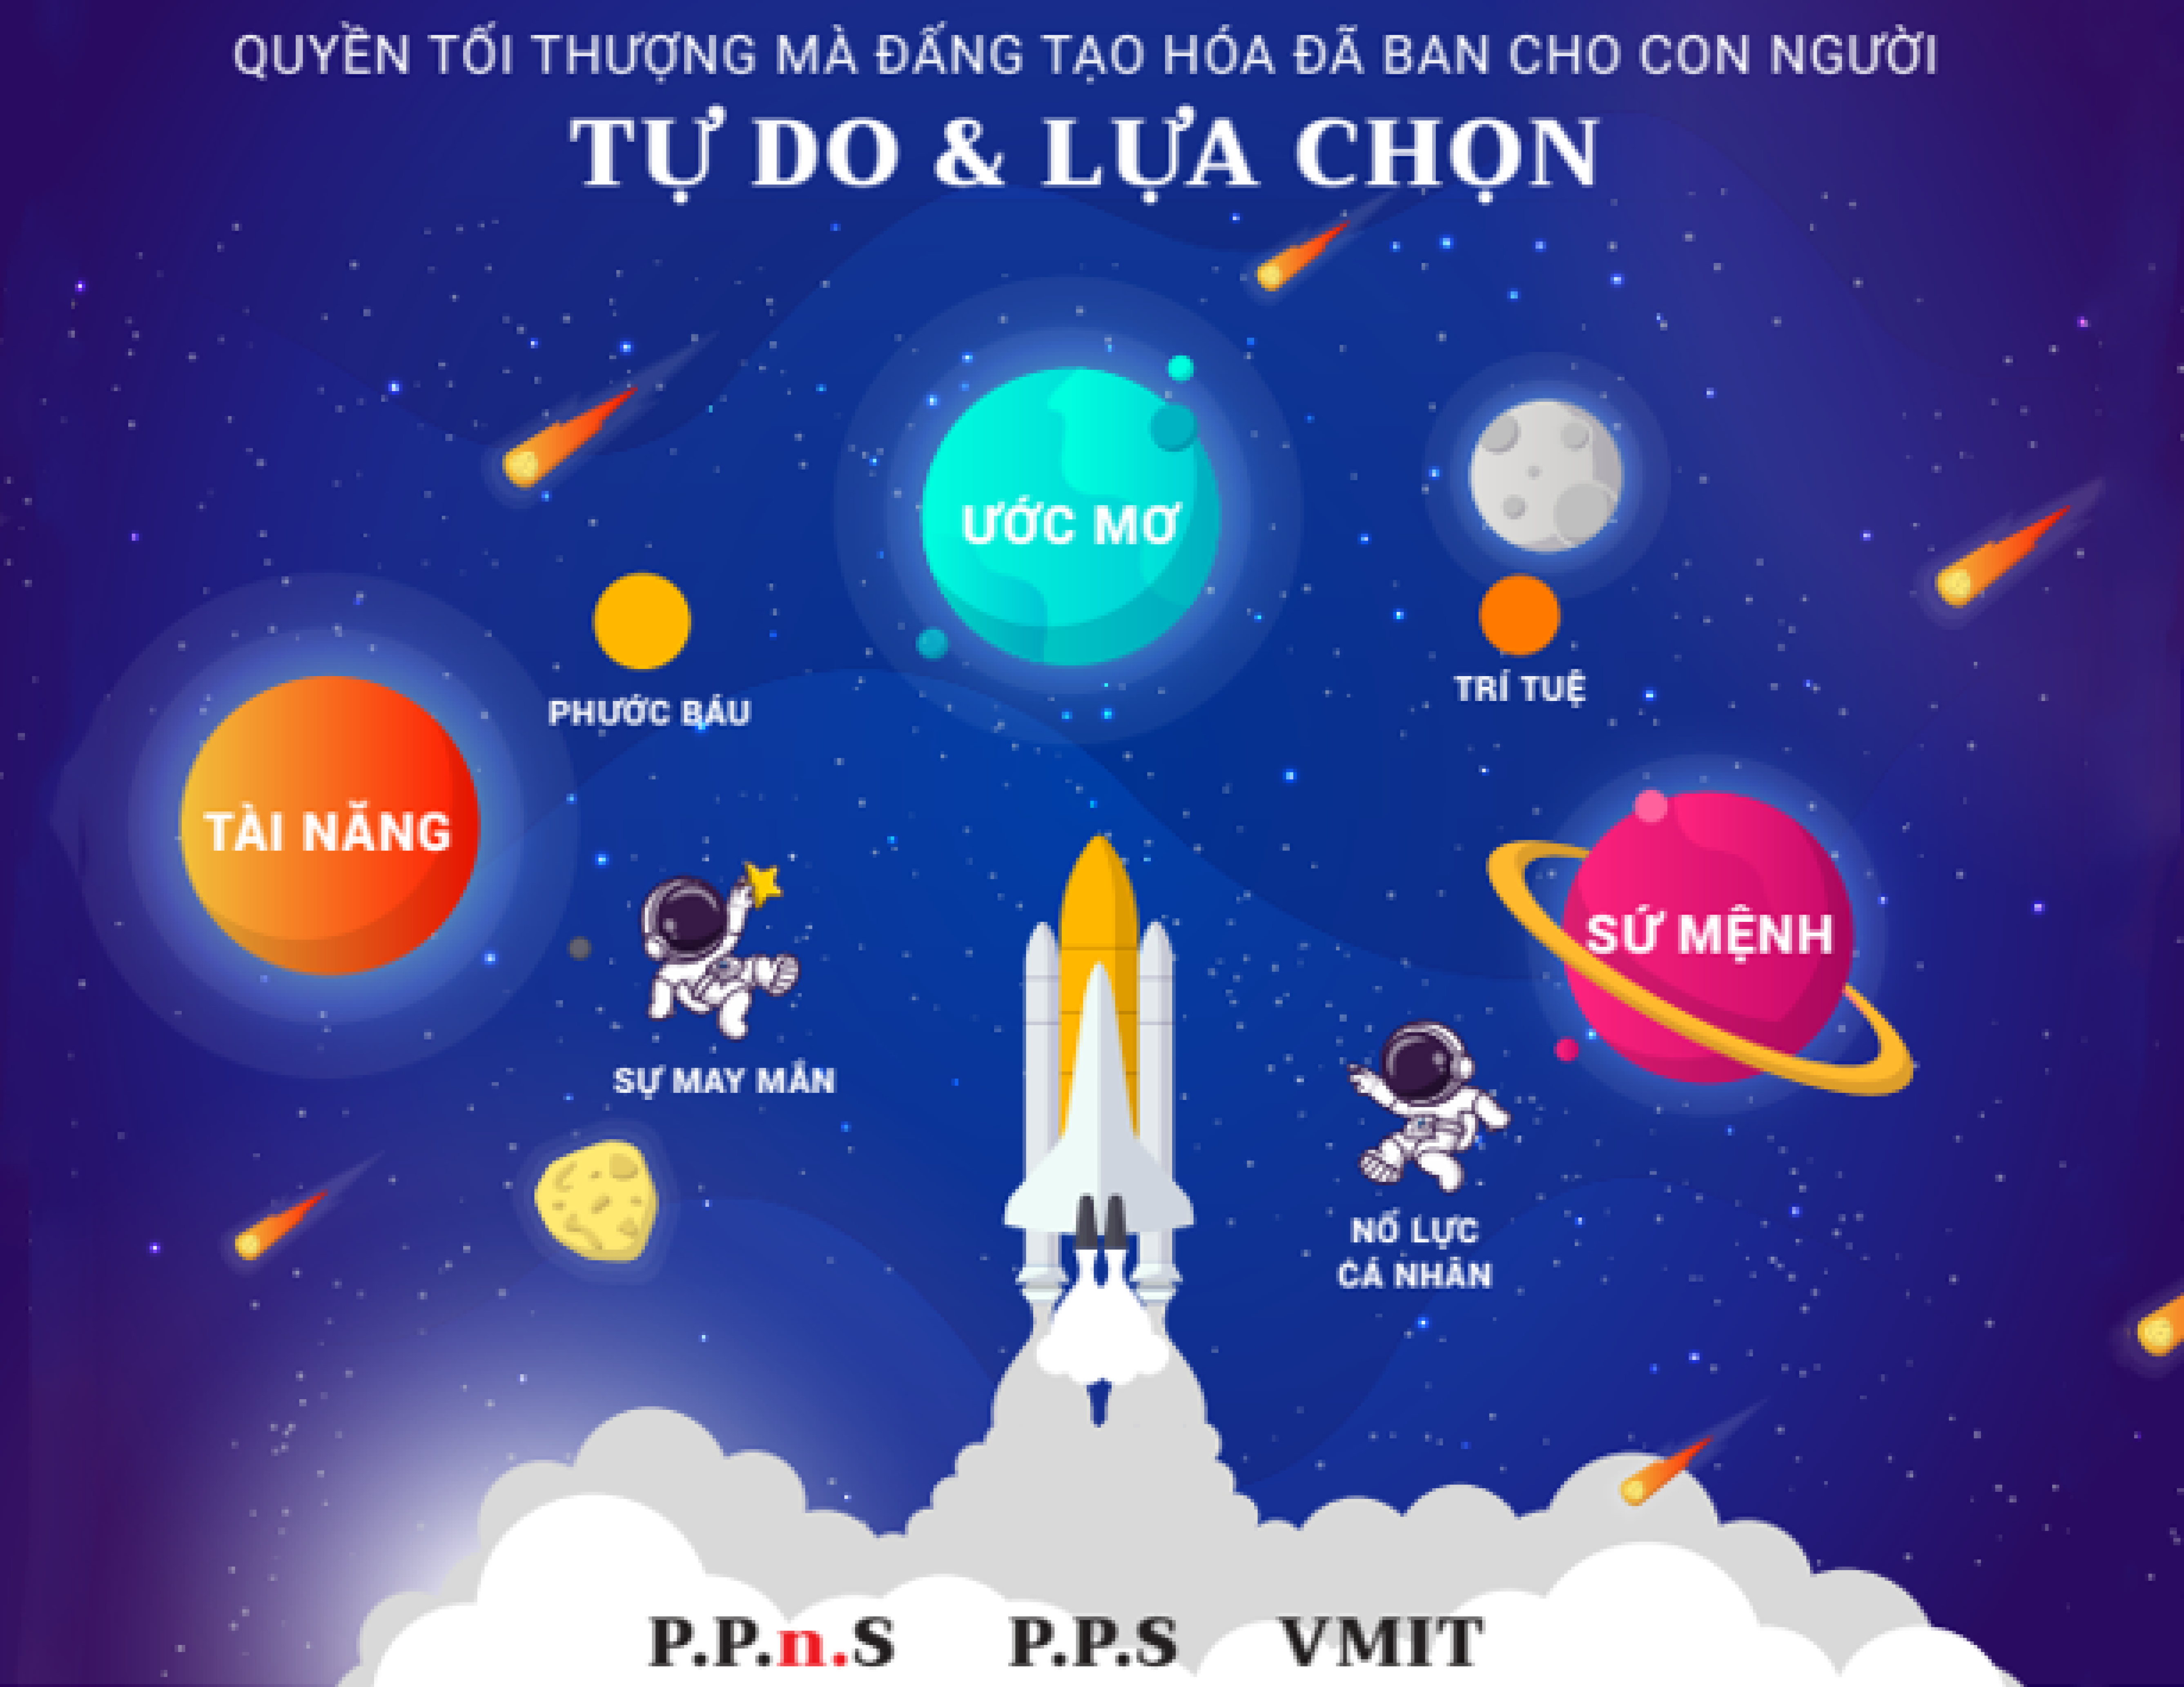 QUYỀN TỐI THƯỢNG MÀ ĐẤNG TẠO HÓA ĐÃ BAN CHO CON NGƯỜI
TỰ DO & LỰA CHỌN
ƯỚC MƠ
PHƯỚC BÁU
TRÍ TUỆ
TÀI NĂNG
SỨ MỆNH
SỰ MAY MẮN
NỔ LỰC
CÁ NHÂN
P.P.n.S P.P.S VMIT